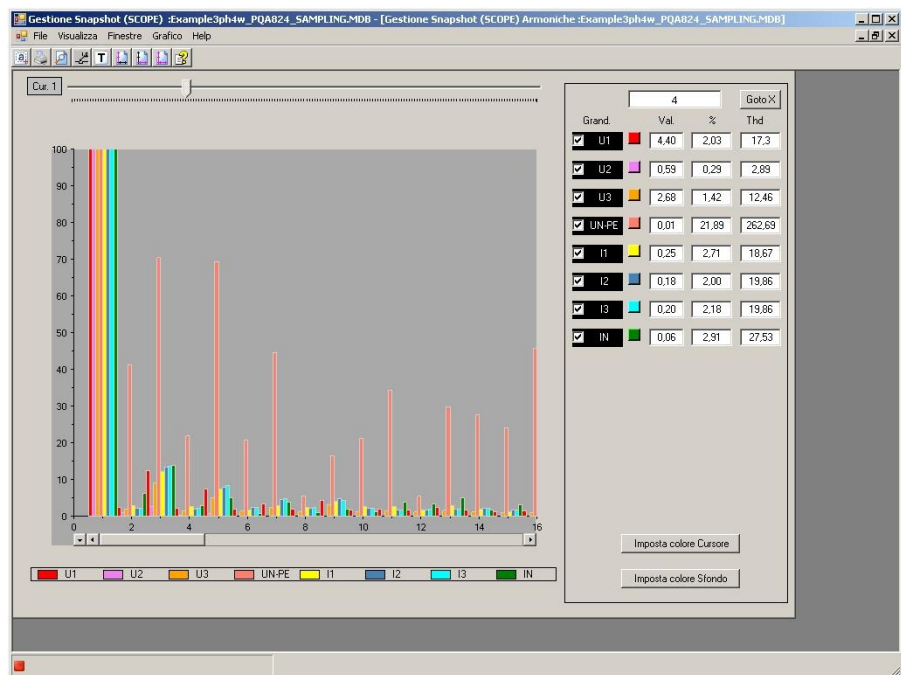 Gestione Snapshot (SCOPE) :Example3ph4w_PQA824_SAMPLING.MDB - [Gestione Snapshot (SCOPE) Armoniche :Example3ph4w_PQA824_SAMPLING.MDB]
File Visualizza Finestre Grafico Help
Cur. 1
4 Goto X
Grand. Val. % Thd
U1 4,40 2,03 17,3
U2 0,59 0,29 2,89
U3 2,68 1,42 12,46
UN-PE 0,01 21,89 262,69
I1 0,25 2,71 18,67
I2 0,18 2,00 19,86
I3 0,20 2,18 19,86
IN 0,06 2,91 27,53
100
90
80
70
60
50
40
30
20
10
0
0 2 4 6 8 10 12 14 16
U1 U2 U3 UN-PE I1 I2 I3 IN
Imposta colore Cursore
Imposta colore Sfondo